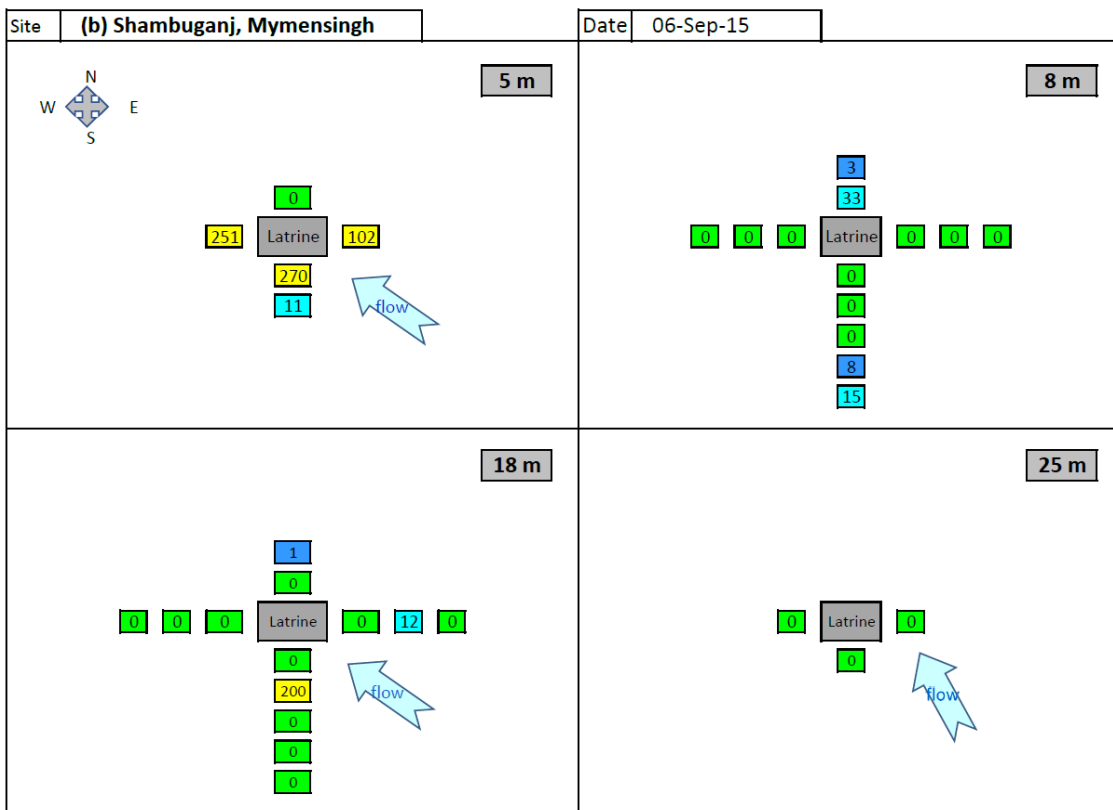 Site (b) Shambuganj, Mymensingh Date 06-Sep-15
N
W E
S
5 m
0
251 Latrine 102
270
11
flow
8 m
3
33
0 0 0 Latrine 0 0 0
0
0
0
8
15
18 m
1
0
0 0 0 Latrine 0 12 0
0
200
0
0
0
flow
25 m
0 Latrine 0
0
flow